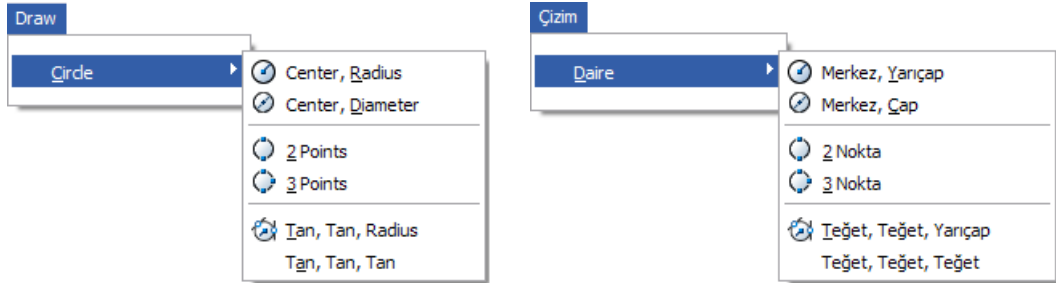 Draw
Circle
Center, Radius
Center, Diameter
2 Points
3 Points
Tan, Tan, Radius
Tan, Tan, Tan
Çizim
Daire
Merkez, Yarıçap
Merkez, Çap
2 Nokta
3 Nokta
Teğet, Teğet, Yarıçap
Teğet, Teğet, Teğet